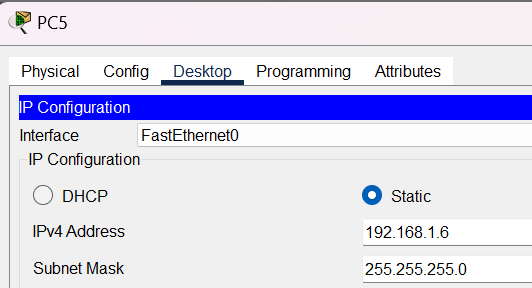 PC5
Physical Config Desktop Programming Attributes
IP Configuration
Interface FastEthernet0
IP Configuration
DHCP Static
IPv4 Address 192.168.1.6
Subnet Mask 255.255.255.0